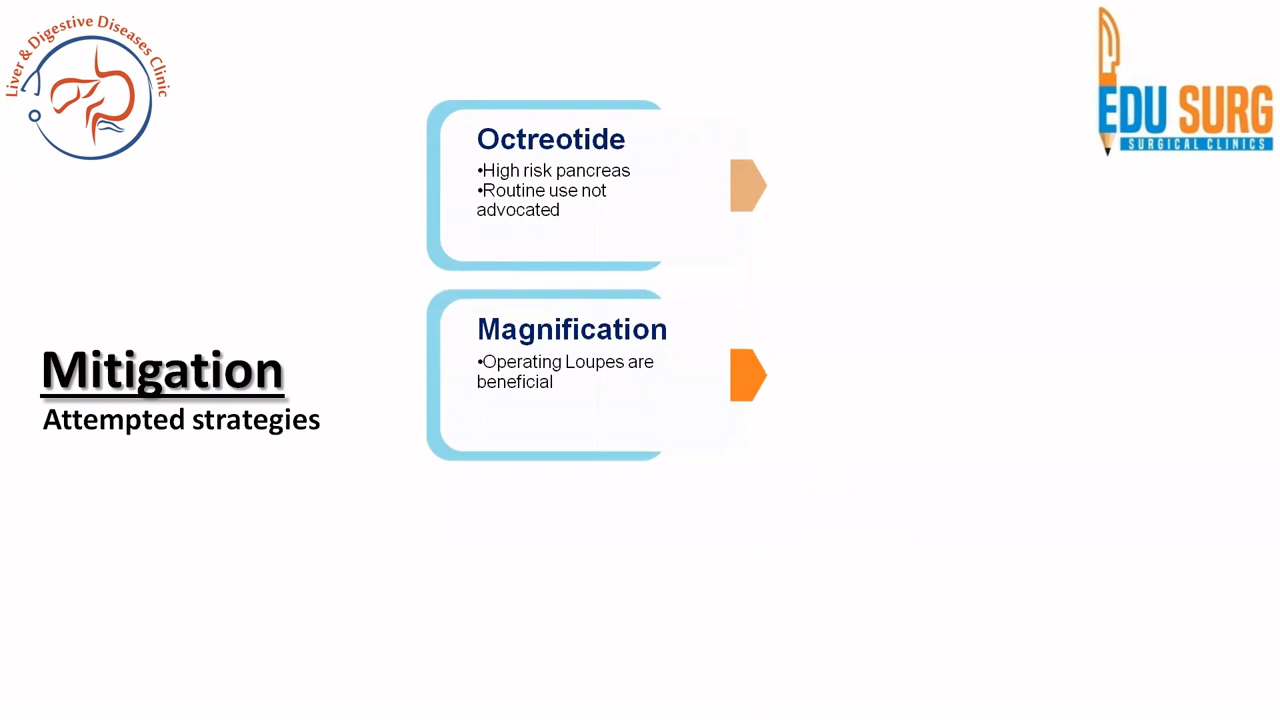 Liver & Digestive Diseases Clinic
EDU SURG
SURGICAL CLINICS
Octreotide
•High risk pancreas
•Routine use not
advocated
Magnification
•Operating Loupes are
beneficial
Mitigation
Attempted strategies